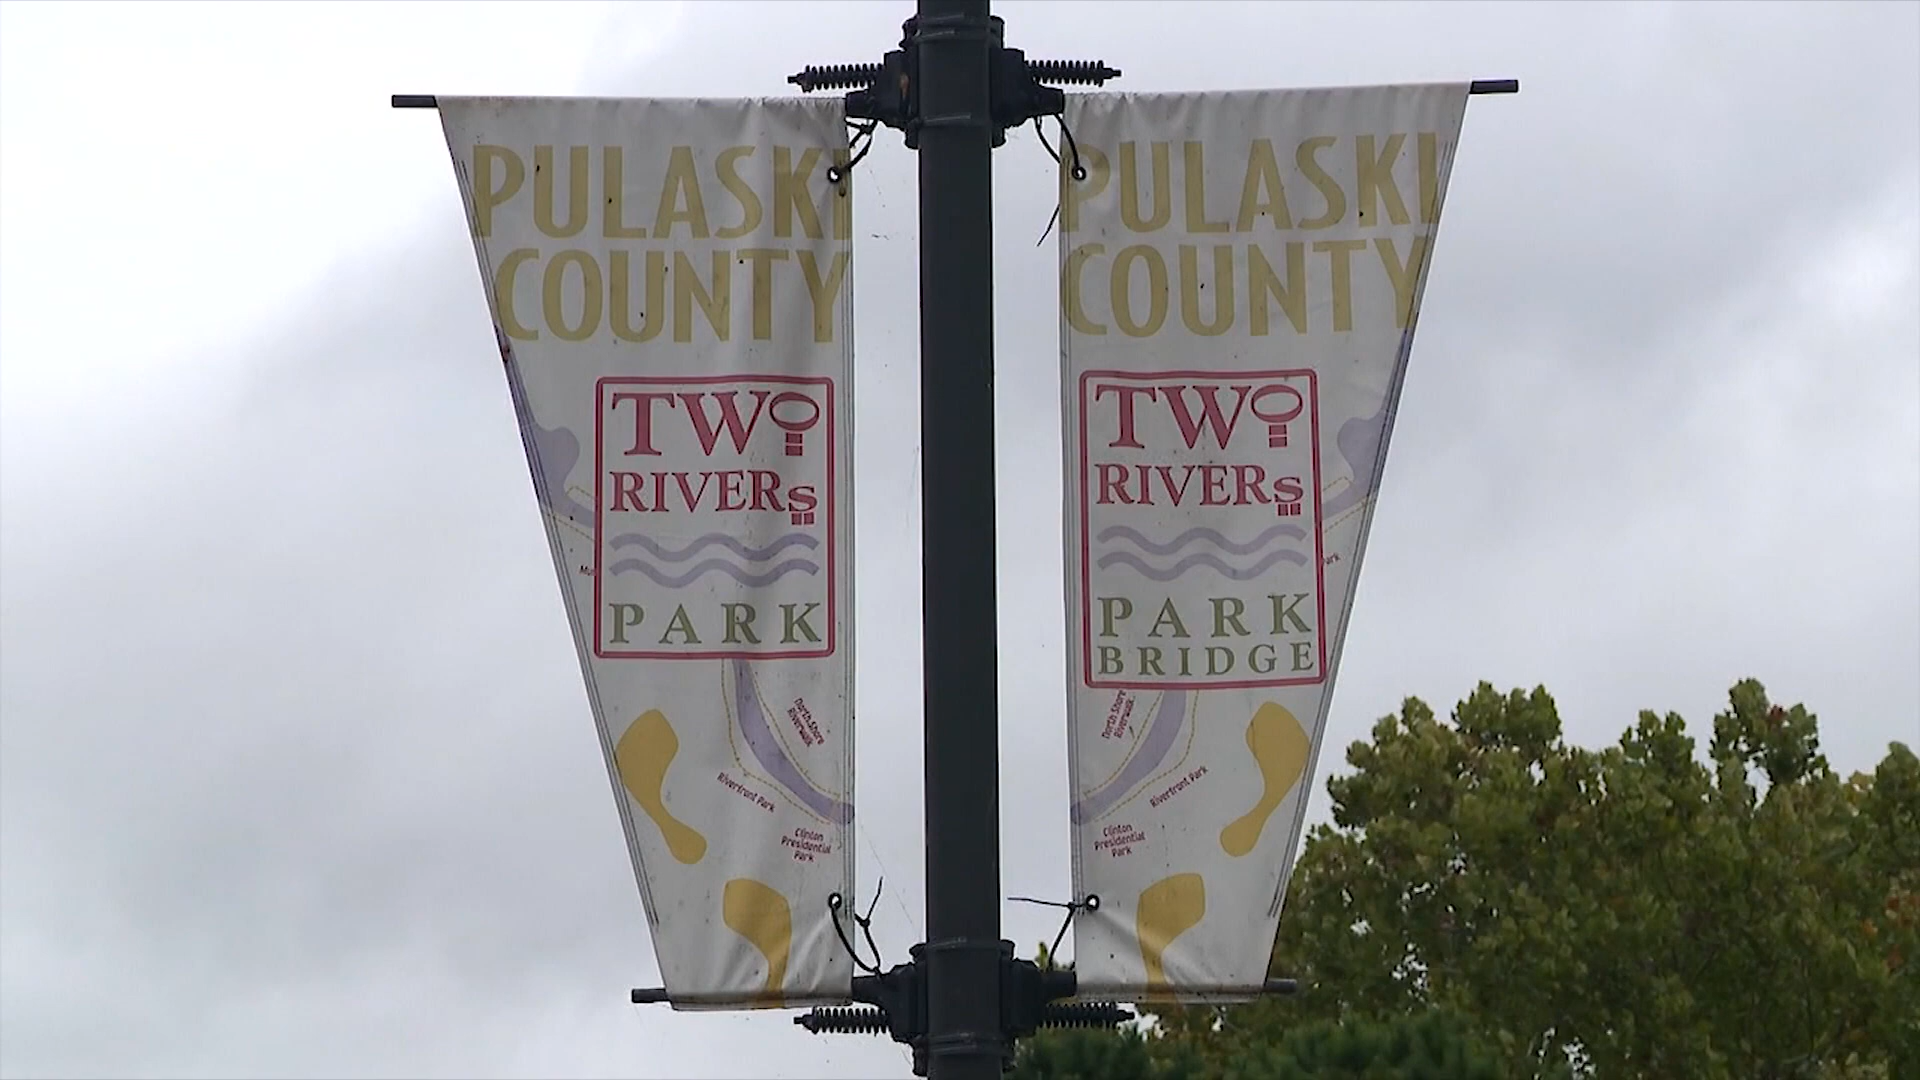 PULASKI
COUNTY
TWO
RIVERS
PARK
North Shore
Riverwalk
Riverfront Park
Clinton
Presidential
Park
PULASKI
COUNTY
TWO
RIVERS
PARK
BRIDGE
Park
North Shore
Riverwalk
Riverfront Park
Clinton
Presidential
Park